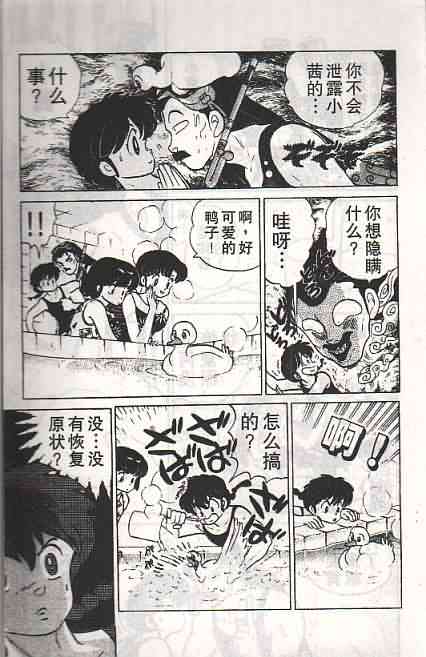 你不会
泄露小
茜的…
什么
事？
你想隐瞒
什么？
哇呀…
啊，好
可爱的
鸭子！
!!
啊！
怎么搞
的？
没…没
有恢复
原状？